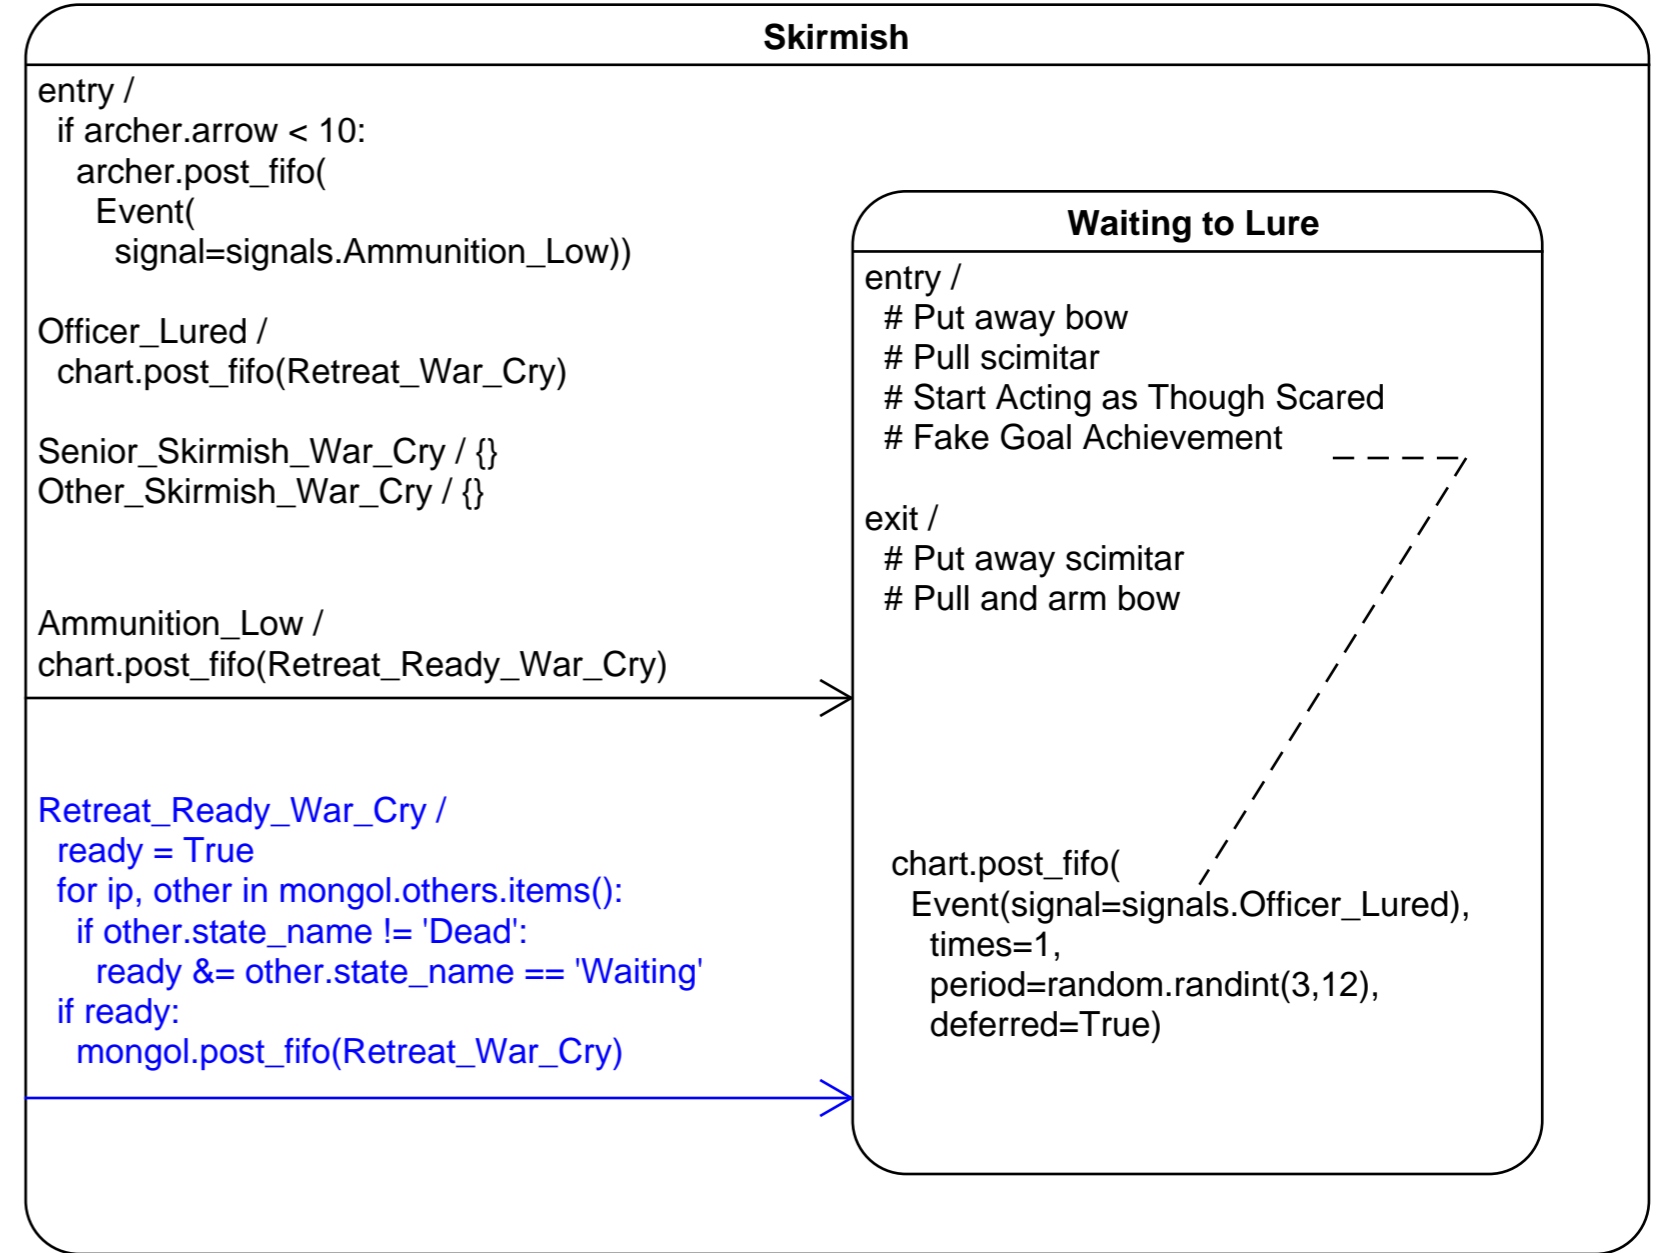 Skirmish
entry /
if archer.arrow < 10:
archer.post_fifo(
Event(
signal=signals.Ammunition_Low))
Officer_Lured /
chart.post_fifo(Retreat_War_Cry)
Senior_Skirmish_War_Cry / {}
Other_Skirmish_War_Cry / {}
Ammunition_Low /
chart.post_fifo(Retreat_Ready_War_Cry)
Retreat_Ready_War_Cry /
ready = True
for ip, other in mongol.others.items():
if other.state_name != 'Dead':
ready &= other.state_name == 'Waiting'
if ready:
mongol.post_fifo(Retreat_War_Cry)
Waiting to Lure
entry /
# Put away bow
# Pull scimitar
# Start Acting as Though Scared
# Fake Goal Achievement
exit /
# Put away scimitar
# Pull and arm bow
chart.post_fifo(
Event(signal=signals.Officer_Lured),
times=1,
period=random.randint(3,12),
deferred=True)